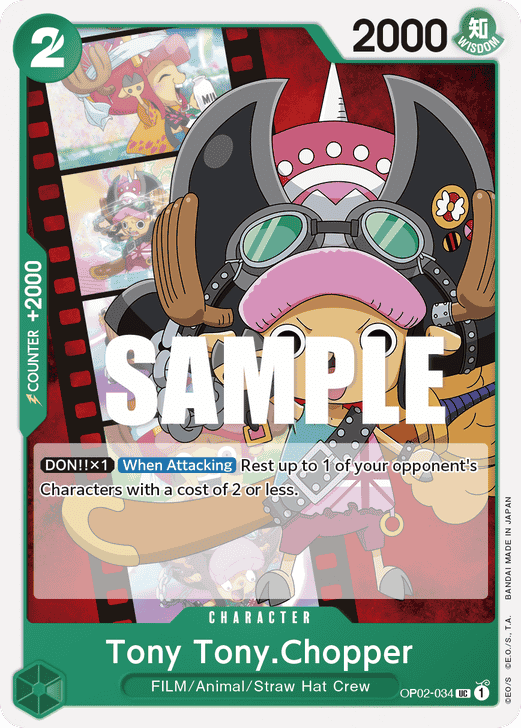 2
2000
知
WISDOM
COUNTER +2000
SAMPLE
DON!!×1 When Attacking Rest up to 1 of your opponent's
Characters with a cost of 2 or less.
CHARACTER
Tony Tony.Chopper
FILM/Animal/Straw Hat Crew
OP02-034 UC 1
©EO/S ©E.O./S., T.A. BANDAI MADE IN JAPAN